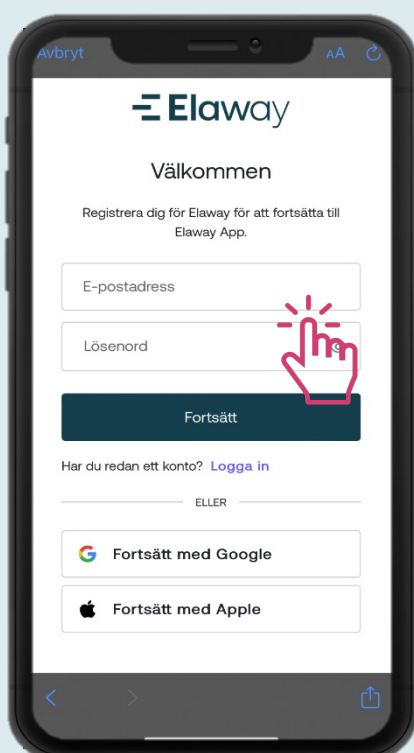 Avbryt
AA
Elaway
Välkommen
Registrera dig för Elaway för att fortsätta till
Elaway App.
E-postadress
Lösenord
Fortsätt
Har du redan ett konto? Logga in
ELLER
Fortsätt med Google
Fortsätt med Apple